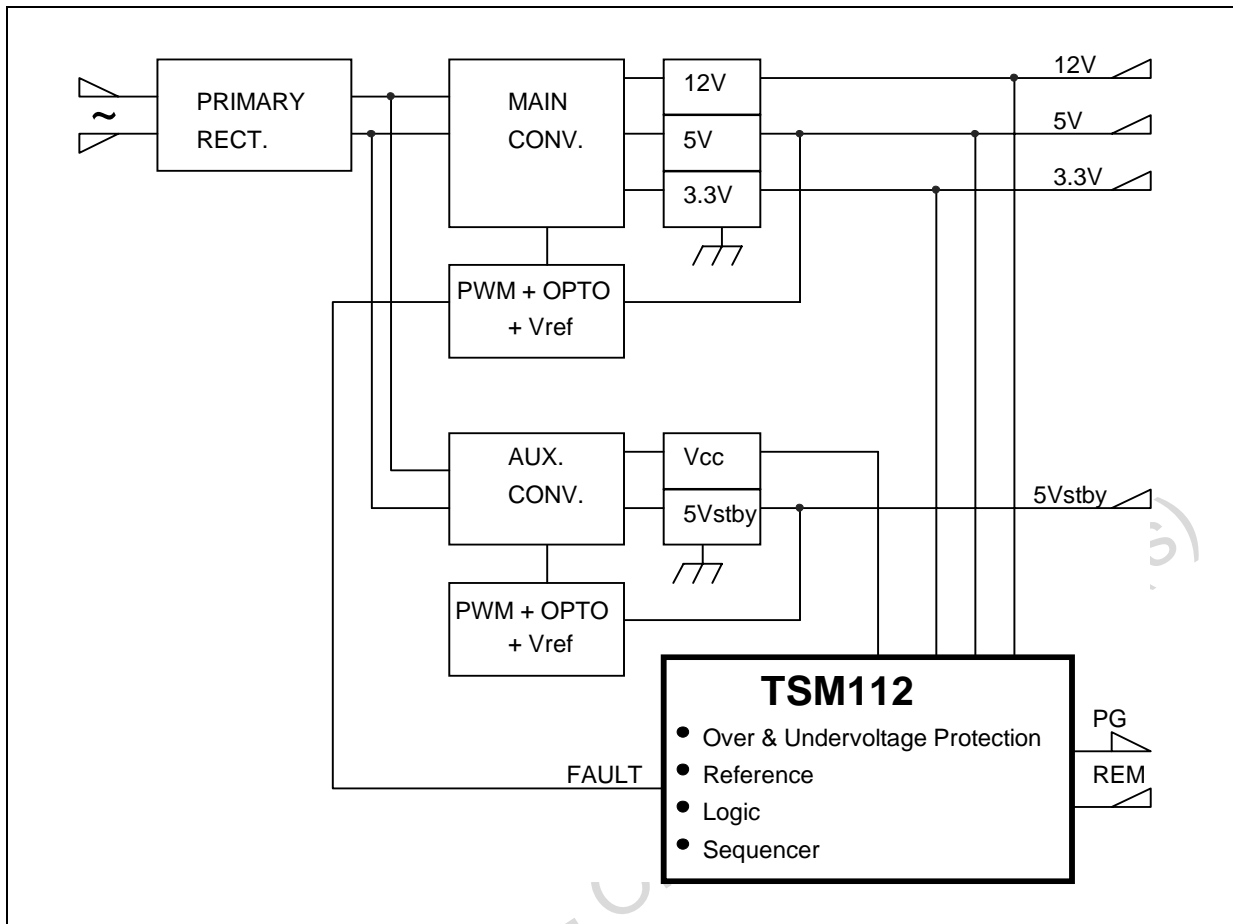 12V
~
PRIMARY
RECT.
MAIN
CONV.
12V
5V
5V
3.3V
3.3V
PWM + OPTO
+ Vref
AUX.
CONV.
Vcc
5Vstby
5Vstby
PWM + OPTO
+ Vref
TSM112
• Over & Undervoltage Protection
• Reference
• Logic
• Sequencer
FAULT
PG
REM